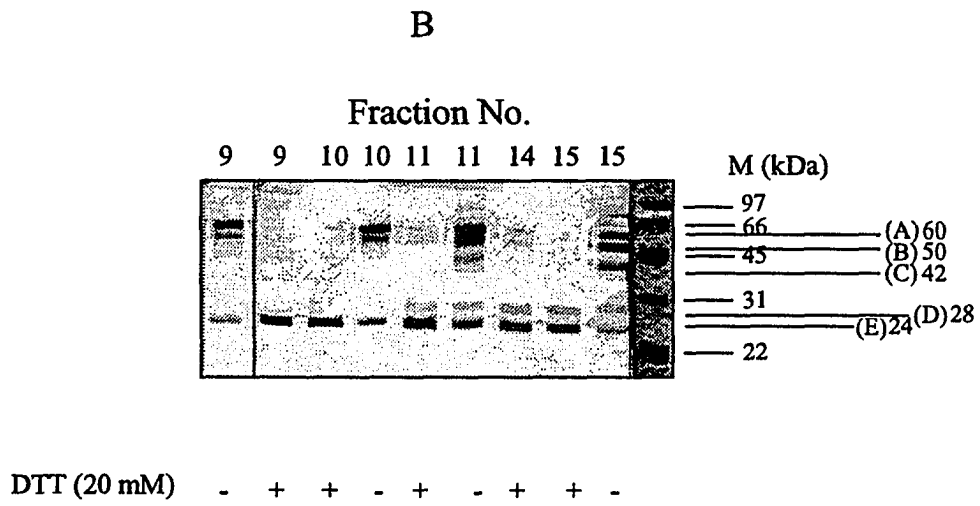 B
Fraction No.
9 9 10 10 11 11 14 15 15
M (kDa)
97
66
(A) 60
(B) 50
45
(C) 42
31
(D) 28
(E) 24
22
DTT (20 mM) - + + - + - + + -